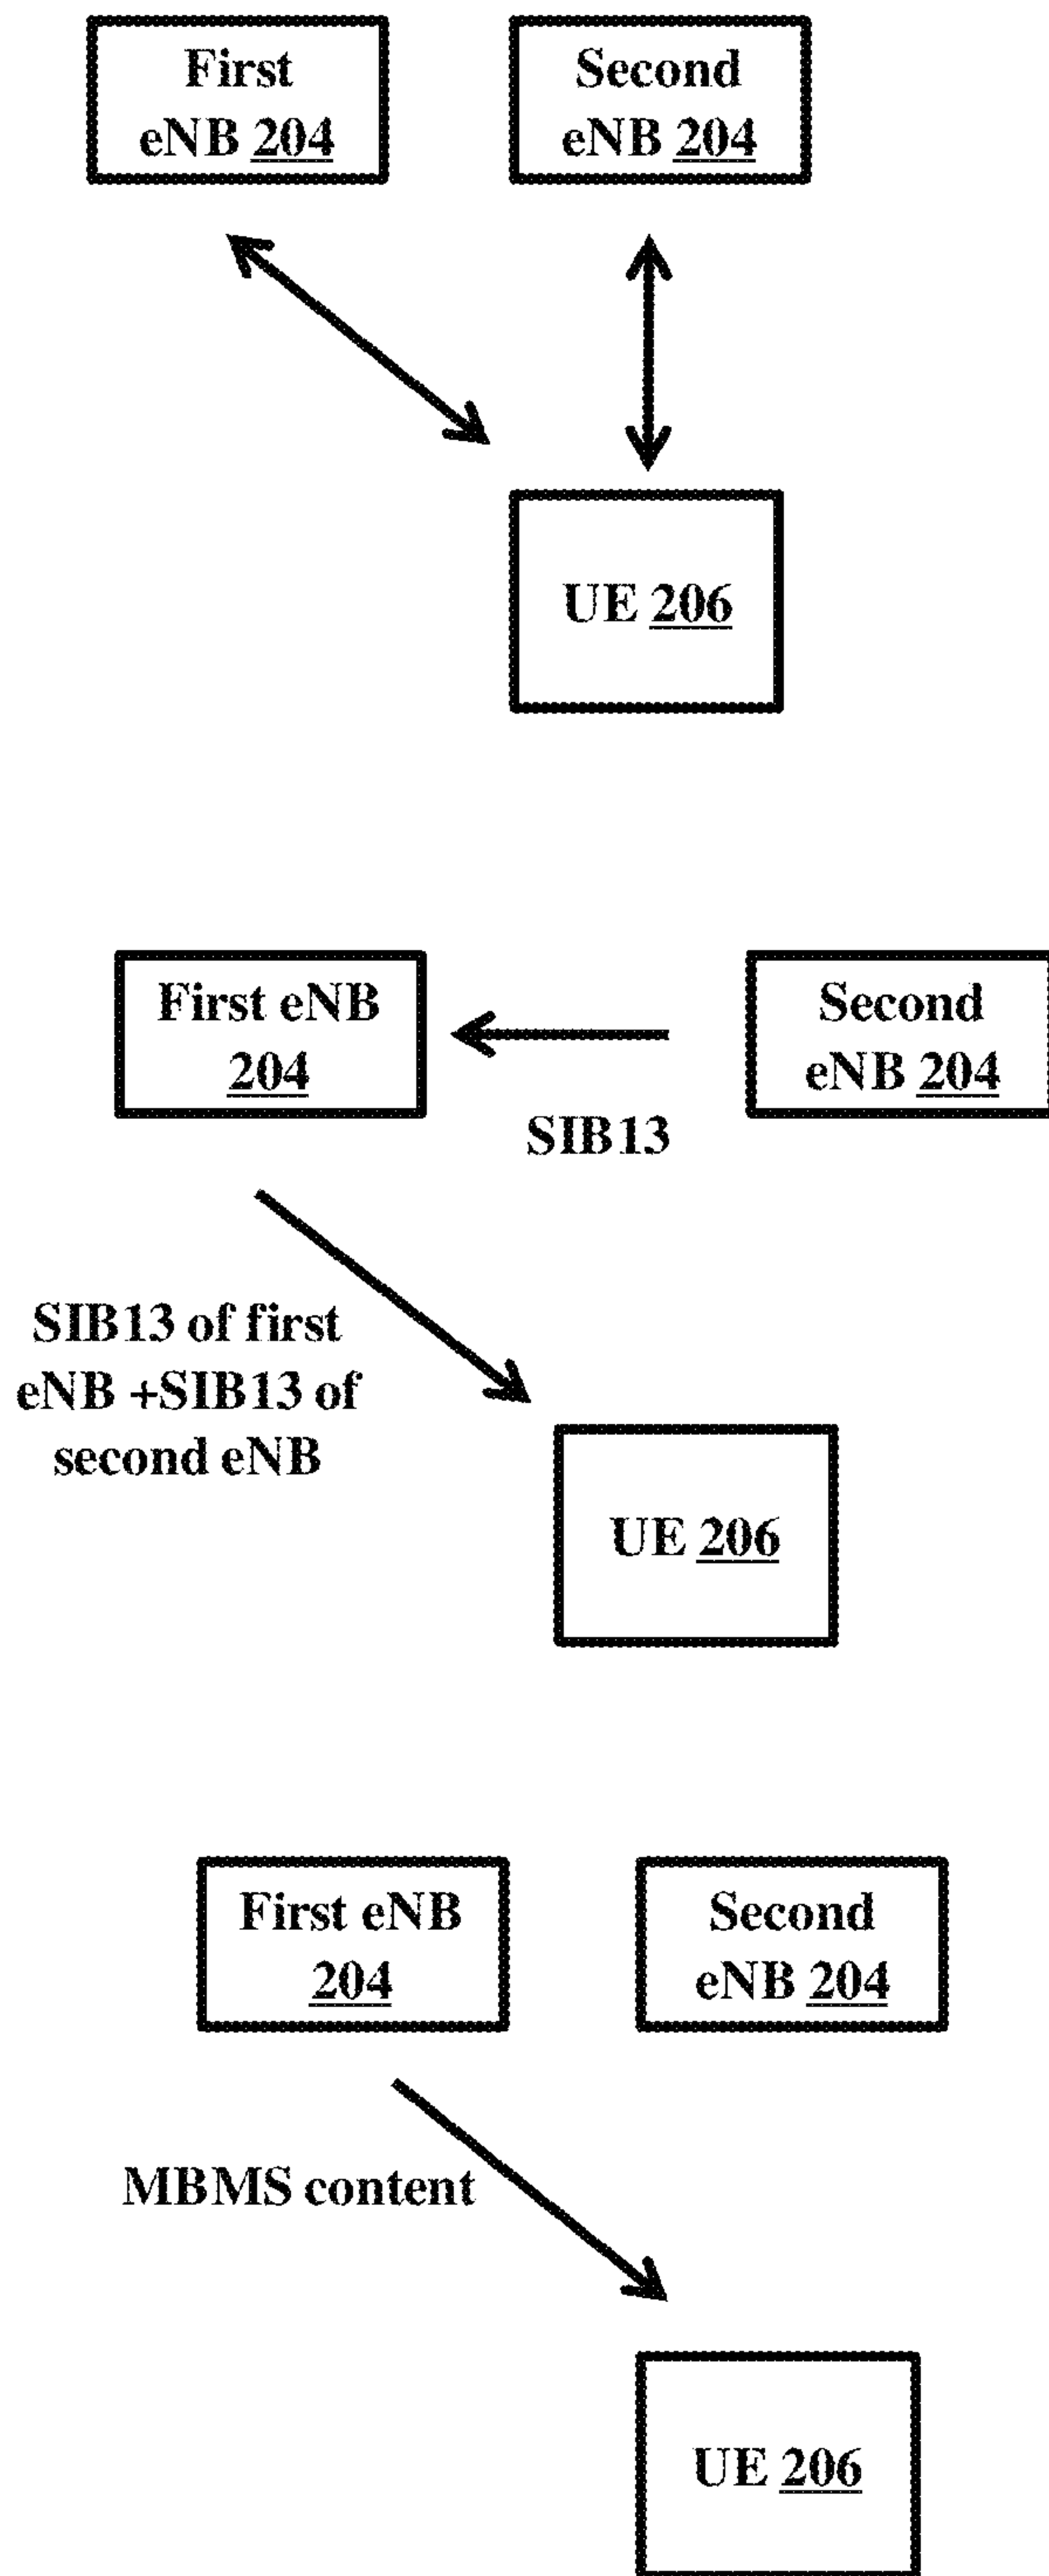 First
eNB 204
Second
eNB 204
UE 206
First eNB
204
Second
eNB 204
SIB13
SIB13 of first
eNB +SIB13 of
second eNB
UE 206
First eNB
204
Second
eNB 204
MBMS content
UE 206